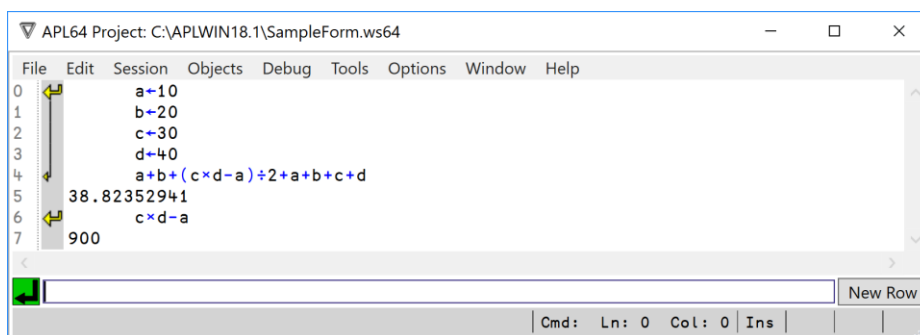 APL64 Project: C:\APLWIN18.1\SampleForm.ws64
File Edit Session Objects Debug Tools Options Window Help
0 a←10
1 b←20
2 c←30
3 d←40
4 a+b+(c×d-a)÷2+a+b+c+d
5 38.82352941
6 c×d-a
7 900
New Row
Cmd: Ln: 0 Col: 0 Ins